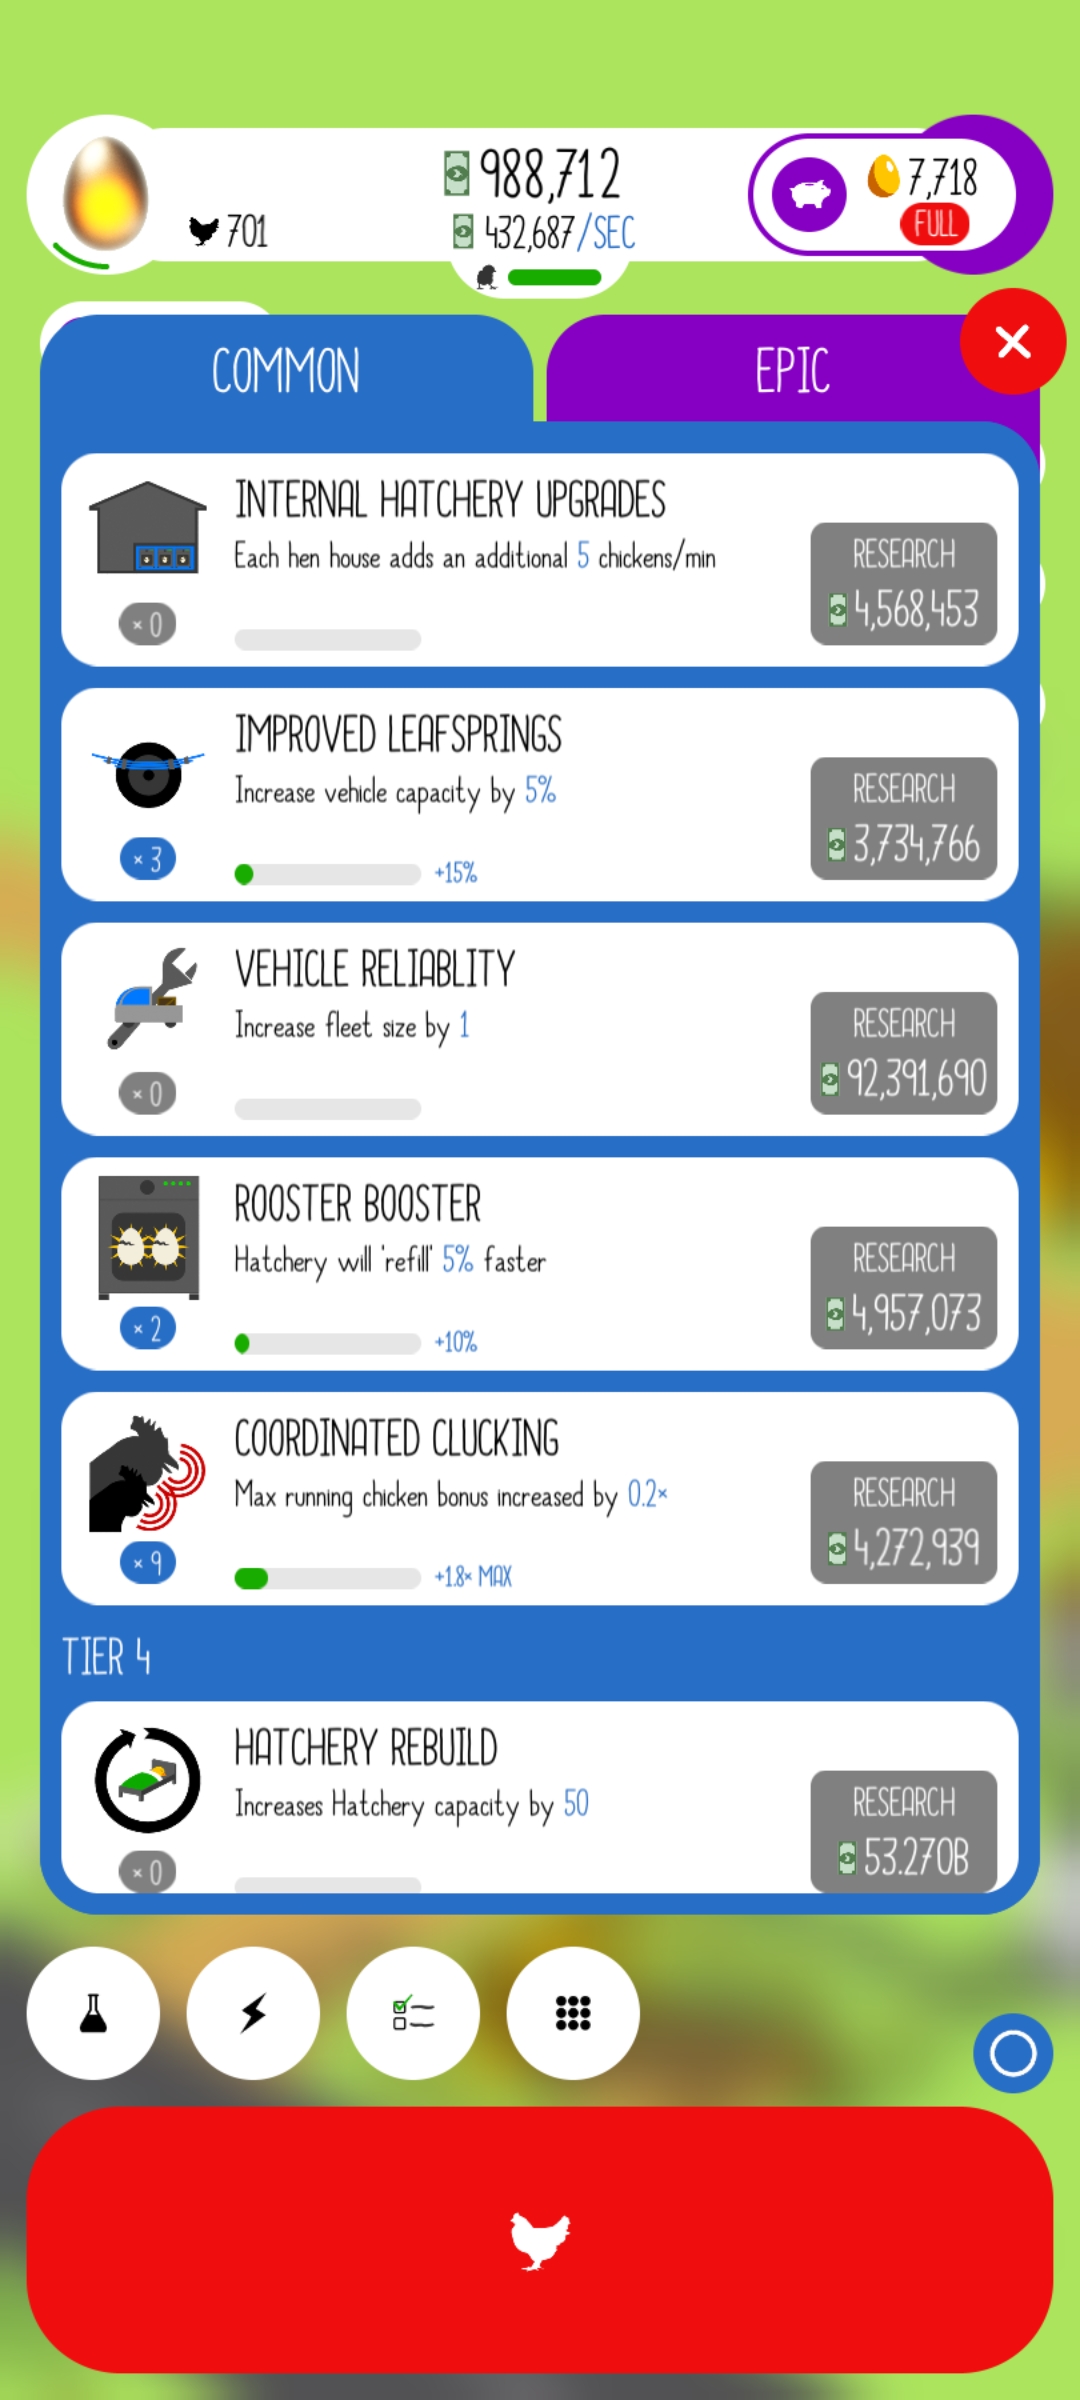 988,712
701
432,687/SEC
7,718
FULL
COMMON
EPIC
INTERNAL HATCHERY UPGRADES
Each hen house adds an additional 5 chickens/min
RESEARCH
4,568,453
× 0
IMPROVED LEAFSPRINGS
Increase vehicle capacity by 5%
RESEARCH
3,734,766
× 3
+15%
VEHICLE RELIABLITY
Increase fleet size by 1
RESEARCH
92,391,690
× 0
ROOSTER BOOSTER
Hatchery will 'refill' 5% faster
RESEARCH
4,957,073
× 2
+10%
COORDINATED CLUCKING
Max running chicken bonus increased by 0.2×
RESEARCH
4,272,939
× 9
+1.8× MAX
TIER 4
HATCHERY REBUILD
Increases Hatchery capacity by 50
RESEARCH
53.270B
× 0